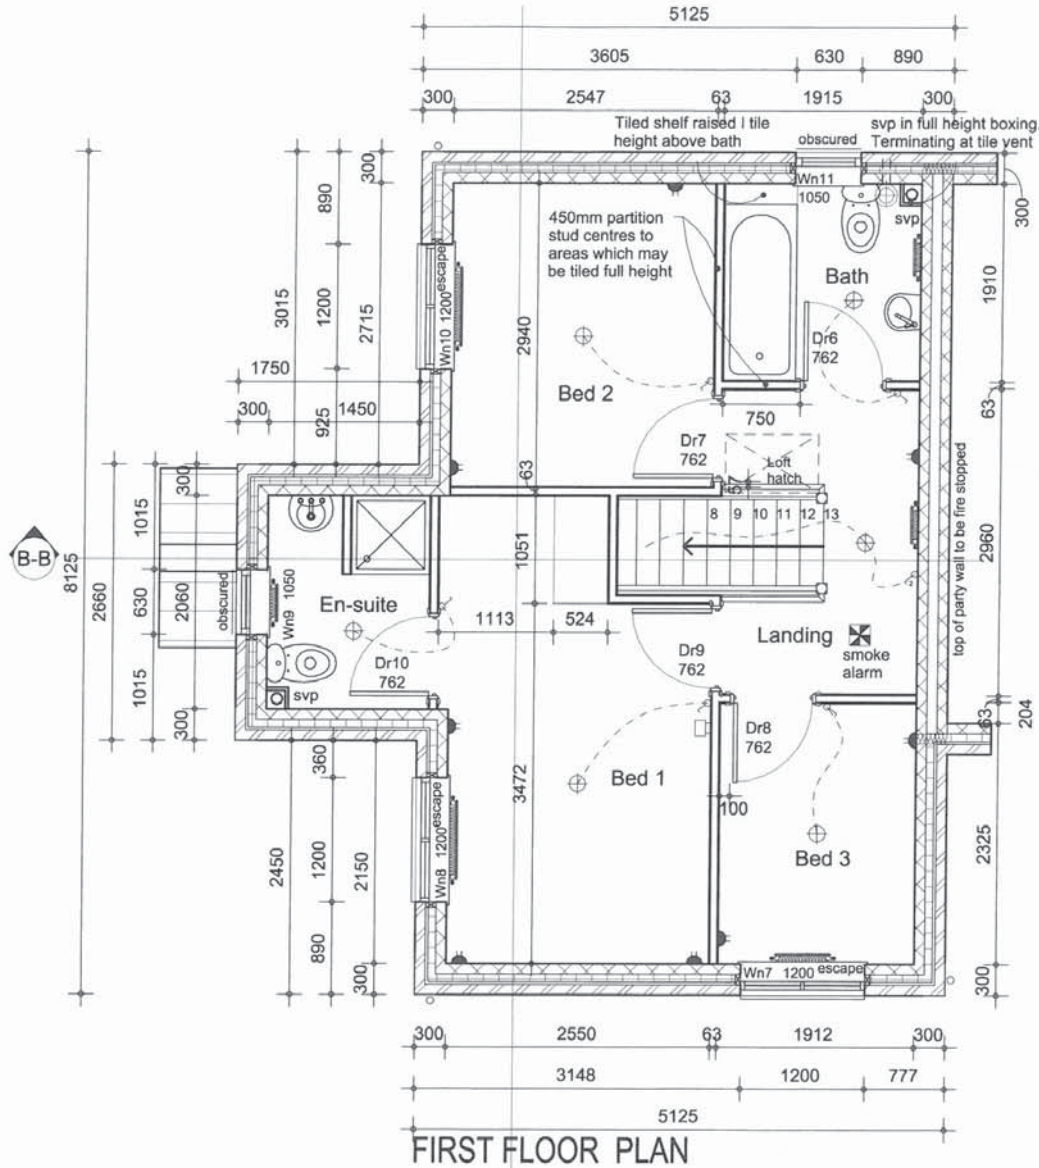 5125
3605 630 890
300 2547 63 1915 300
Tiled shelf raised I tile
height above bath
obscured
svp in full height boxing.
Terminating at tile vent
300
890
Wn11
1050
svp
300
450mm partition
stud centres to
areas which may
be tiled full height
Bath
1910
escape
Wn10 1200
3015
1200
2715
2940
Dr6
762
1750
Bed 2
300 1450
925
750
63
Dr7
762
Loft
hatch
57
63
300
1015
8 9 10 11 12 13
B-B
8125
2660
630
2060
obscured
Wn9 1050
1051
2960
top of party wall to be fire stopped
En-suite
1113 524
Landing
smoke
alarm
Dr9
762
Dr10
762
svp
1015
300
63
204
Dr8
762
360
Bed 1
3472
100
2450
1200
2150
escape
Wn8 1200
Bed 3
2325
890
300
Wn7 1200 escape
300
300 2550 63 1912 300
3148 1200 777
5125
FIRST FLOOR PLAN